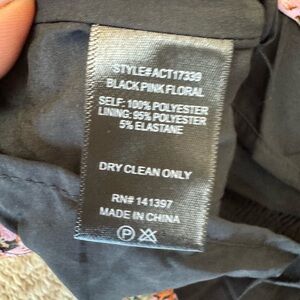 STYLE#ACT17339
BLACK PINK FLORAL
SELF: 100% POLYESTER
LINING: 95% POLYESTER
5% ELASTANE
DRY CLEAN ONLY
RN# 141397
MADE IN CHINA
P